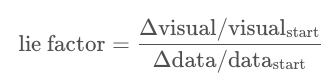 lie factor = Δvisual/visual_start / Δdata/data_start